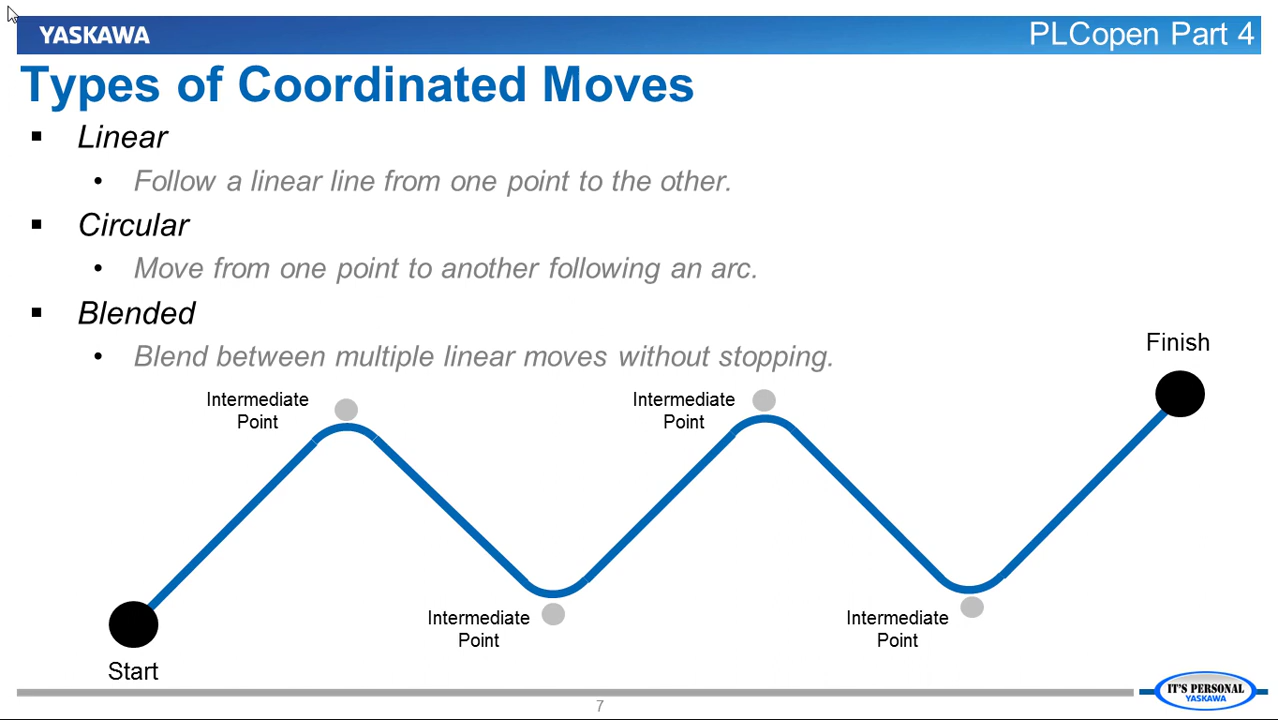 YASKAWA
PLCopen Part 4
Types of Coordinated Moves
▪ Linear
• Follow a linear line from one point to the other.
▪ Circular
• Move from one point to another following an arc.
▪ Blended
• Blend between multiple linear moves without stopping.
Finish
Intermediate
Point
Intermediate
Point
Intermediate
Point
Intermediate
Point
Start
7
IT'S PERSONAL
YASKAWA